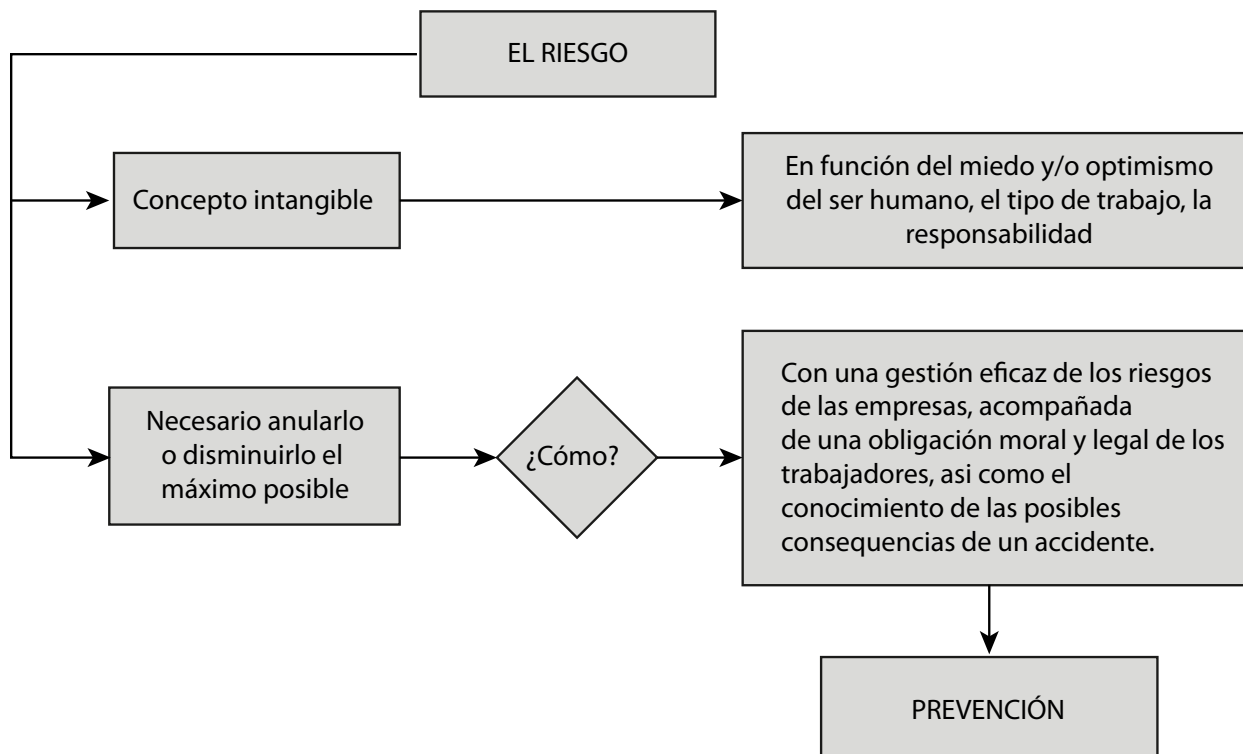 EL RIESGO
Concepto intangible
En función del miedo y/o optimismo
del ser humano, el tipo de trabajo, la
responsabilidad
Necesario anularlo
o disminuirlo el
máximo posible
¿Cómo?
Con una gestión eficaz de los riesgos
de las empresas, acompañada
de una obligación moral y legal de los
trabajadores, asi como el
conocimiento de las posibles
consequencias de un accidente.
PREVENCIÓN